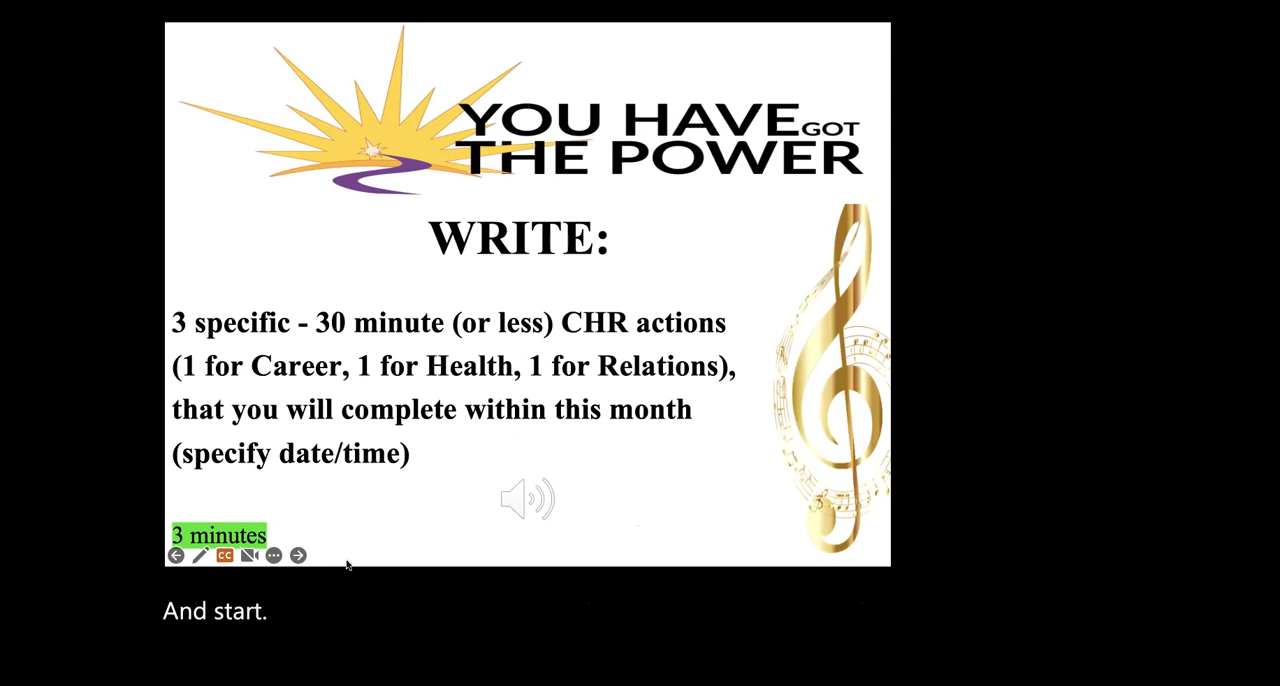 YOU HAVE GOT
THE POWER
WRITE:
3 specific - 30 minute (or less) CHR actions
(1 for Career, 1 for Health, 1 for Relations),
that you will complete within this month
(specify date/time)
3 minutes
CC
And start.